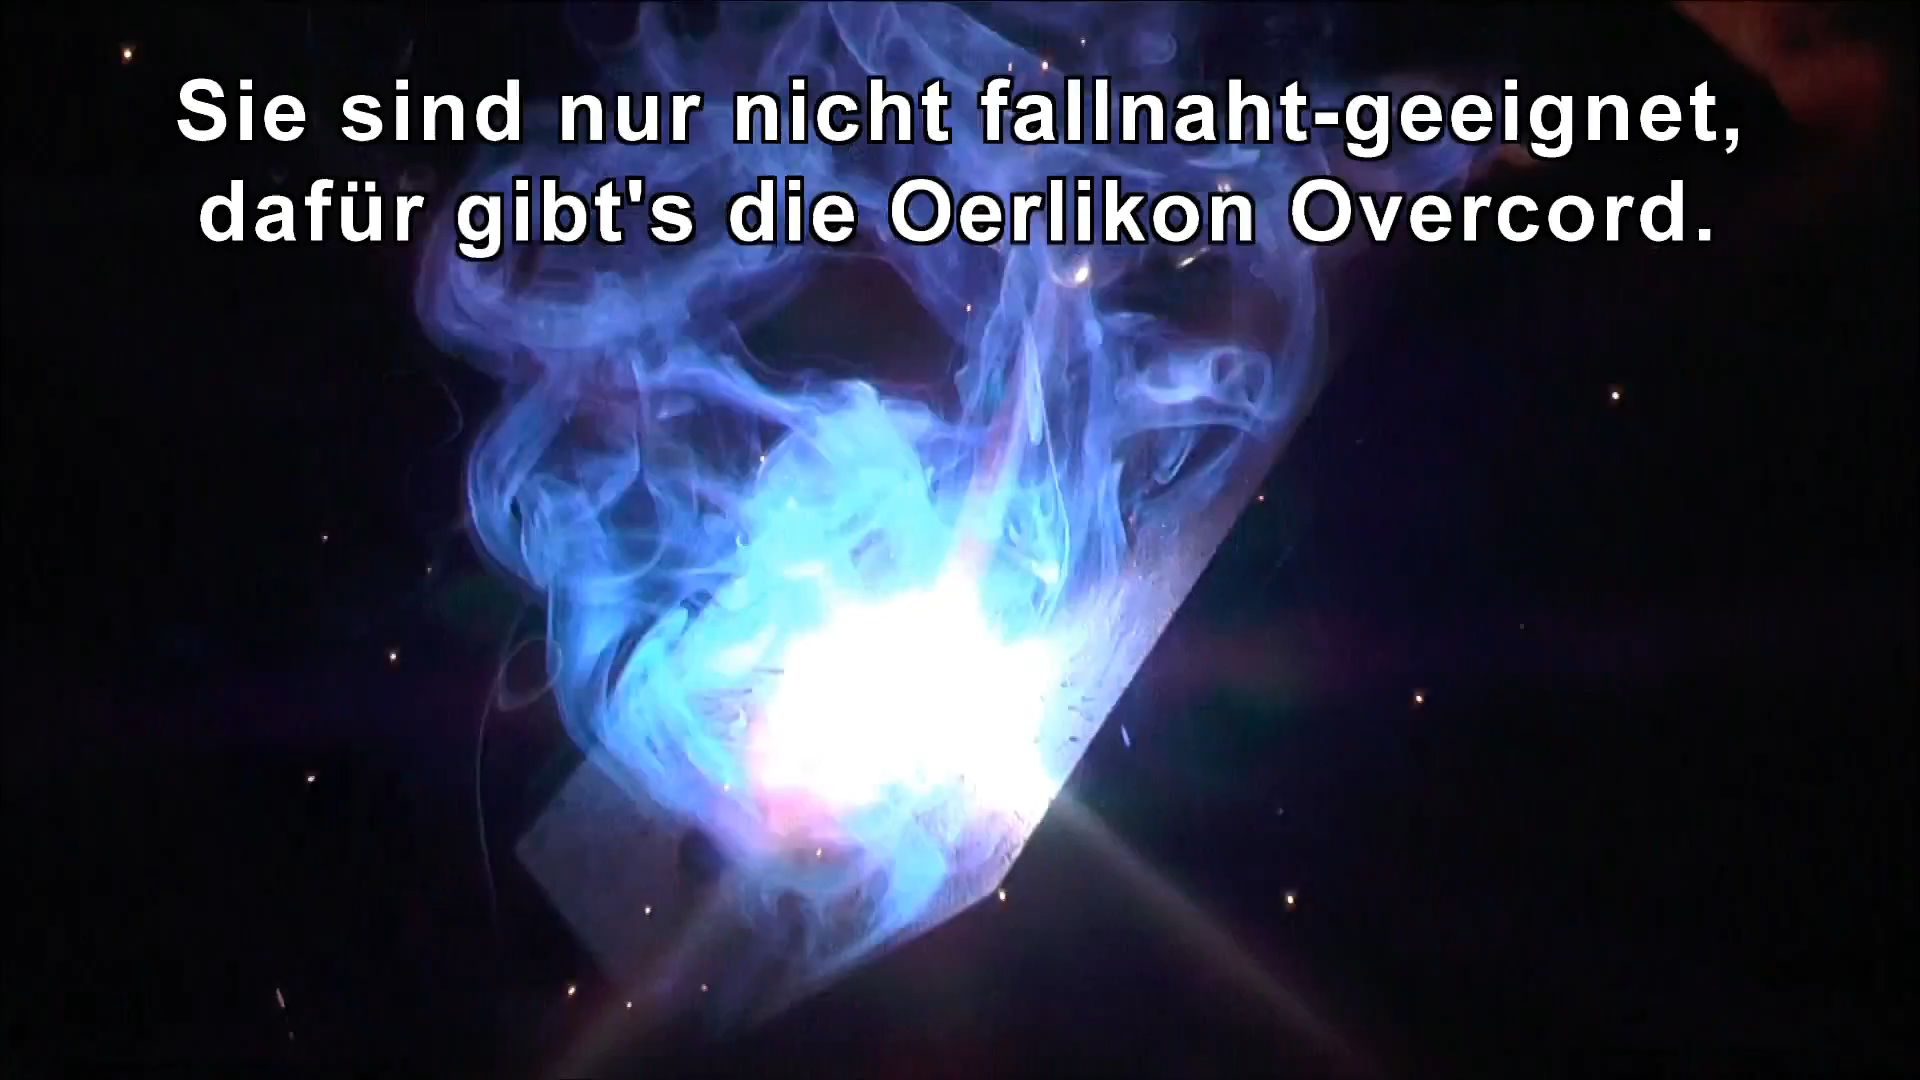 Sie sind nur nicht fallnaht-geeignet,
dafür gibt's die Oerlikon Overcord.